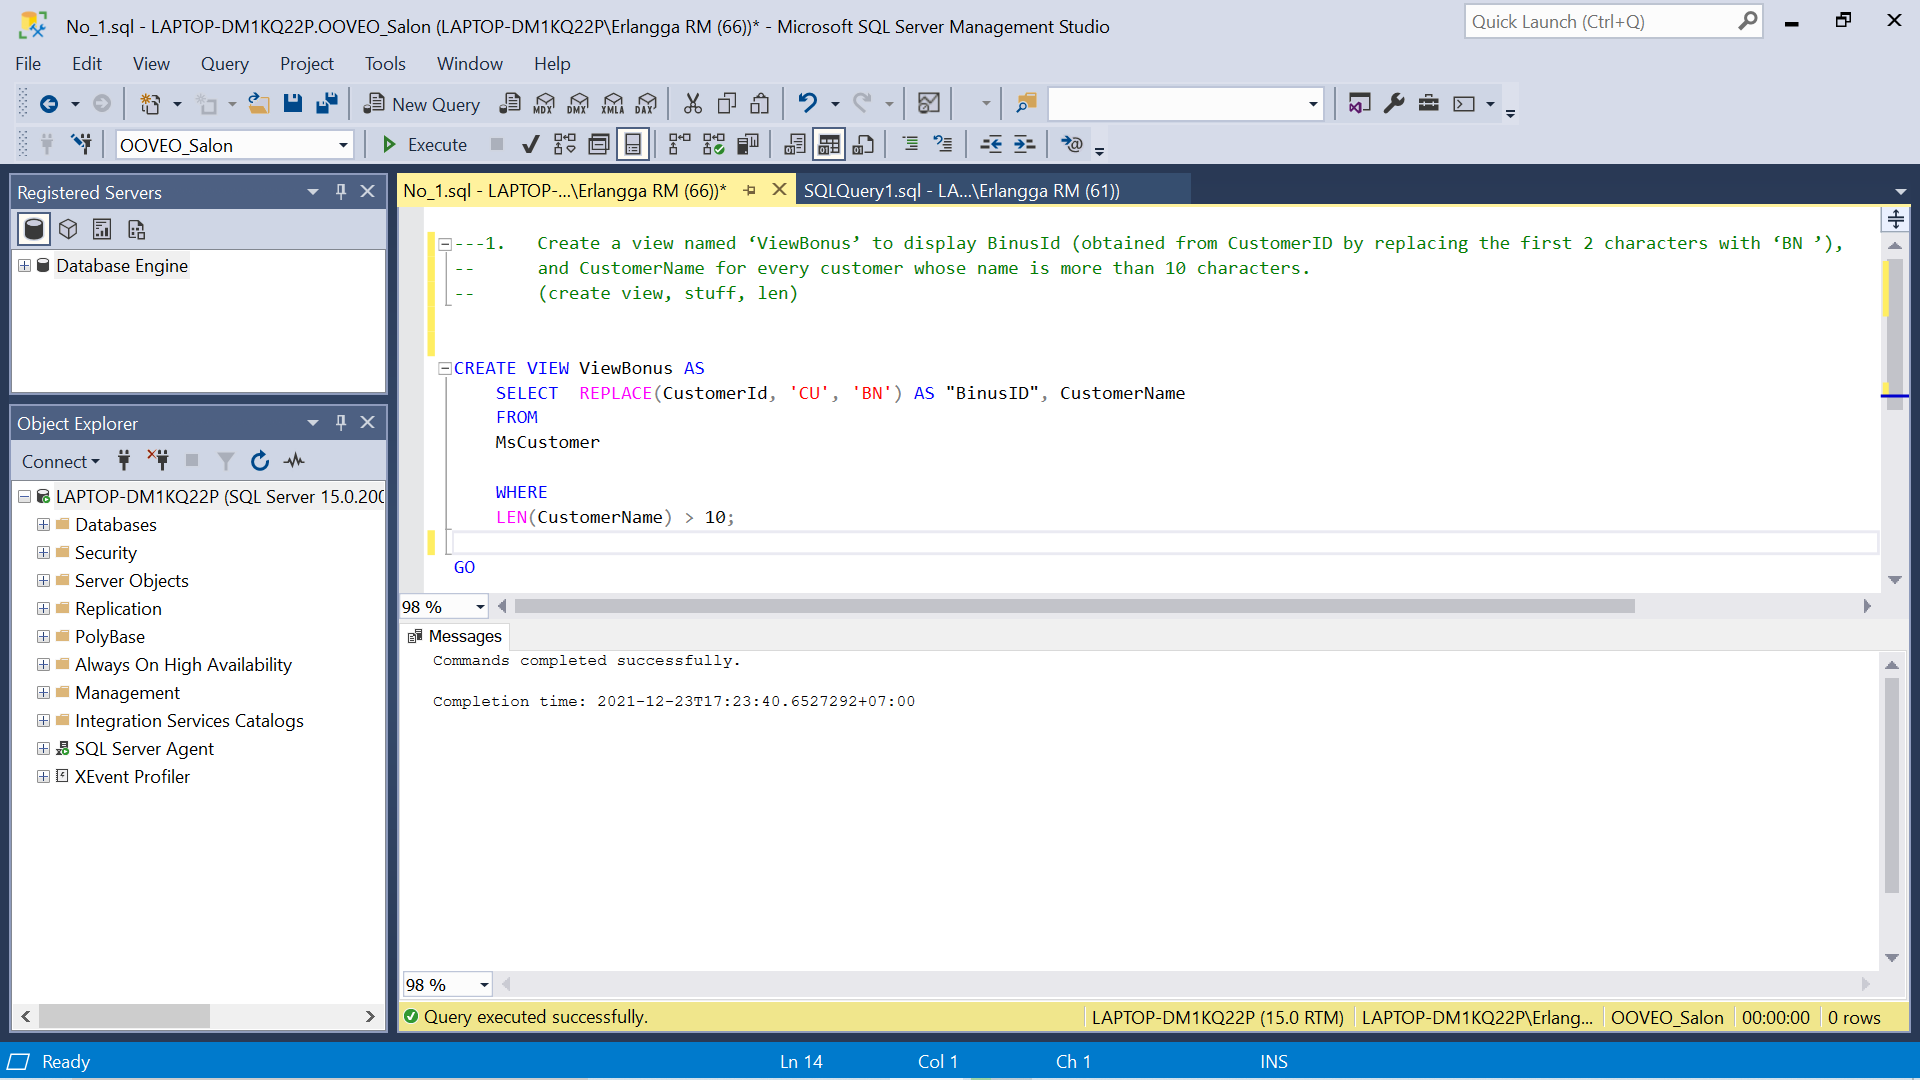 No_1.sql - LAPTOP-DM1KQ22P.OOVEO_Salon (LAPTOP-DM1KQ22P\Erlangga RM (66))* - Microsoft SQL Server Management Studio
Quick Launch (Ctrl+Q)
File Edit View Query Project Tools Window Help
New Query MDX DMX XMLA DAX
OOVEO_Salon Execute
Registered Servers
Database Engine
Object Explorer
Connect
LAPTOP-DM1KQ22P (SQL Server 15.0.200
Databases
Security
Server Objects
Replication
PolyBase
Always On High Availability
Management
Integration Services Catalogs
SQL Server Agent
XEvent Profiler
No_1.sql - LAPTOP-...\Erlangga RM (66))* SQLQuery1.sql - LA...\Erlangga RM (61))
---1. Create a view named ‘ViewBonus’ to display BinusId (obtained from CustomerID by replacing the first 2 characters with ‘BN ’),
-- and CustomerName for every customer whose name is more than 10 characters.
-- (create view, stuff, len)
CREATE VIEW ViewBonus AS
SELECT REPLACE(CustomerId, 'CU', 'BN') AS "BinusID", CustomerName
FROM
MsCustomer
WHERE
LEN(CustomerName) > 10;
GO
98 %
Messages
Commands completed successfully.
Completion time: 2021-12-23T17:23:40.6527292+07:00
98 %
Query executed successfully. LAPTOP-DM1KQ22P (15.0 RTM) LAPTOP-DM1KQ22P\Erlang... OOVEO_Salon 00:00:00 0 rows
Ready Ln 14 Col 1 Ch 1 INS